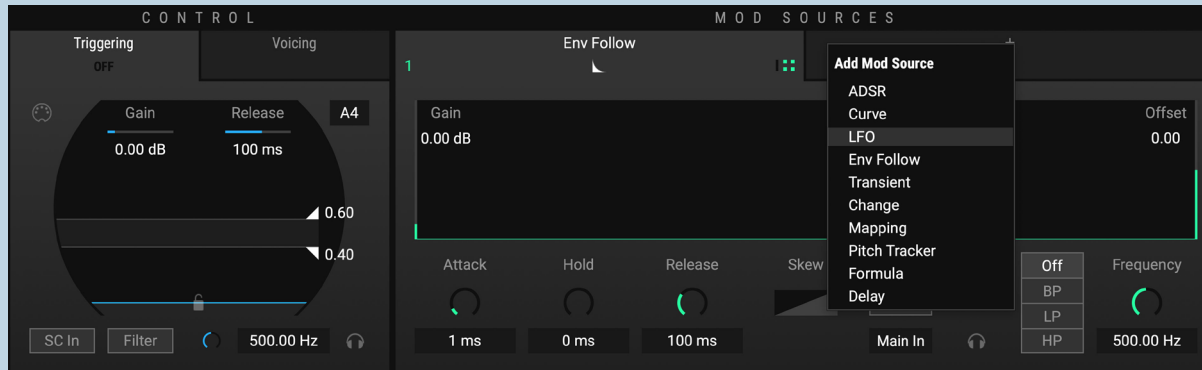 CONTROL
MOD SOURCES
Triggering
OFF
Voicing
Env Follow
1
Gain
0.00 dB
Release
100 ms
A4
0.60
0.40
SC In
Filter
500.00 Hz
Gain
0.00 dB
Offset
0.00
Add Mod Source
ADSR
Curve
LFO
Env Follow
Transient
Change
Mapping
Pitch Tracker
Formula
Delay
Attack
1 ms
Hold
0 ms
Release
100 ms
Skew
Main In
Off
BP
LP
HP
Frequency
500.00 Hz